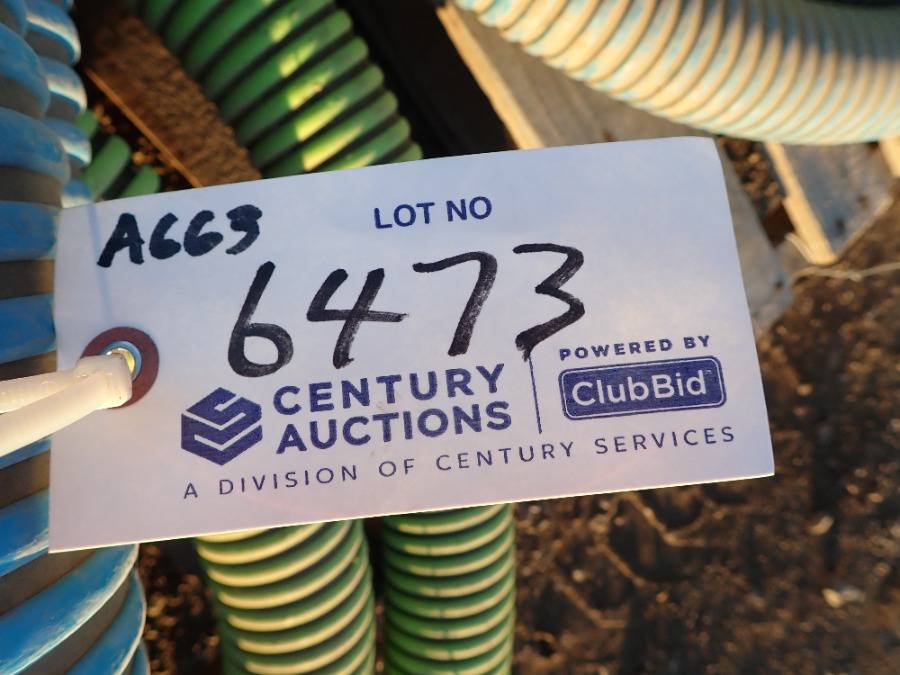 A663
LOT NO
6473
CENTURY
AUCTIONS
POWERED BY
ClubBid
A DIVISION OF CENTURY SERVICES